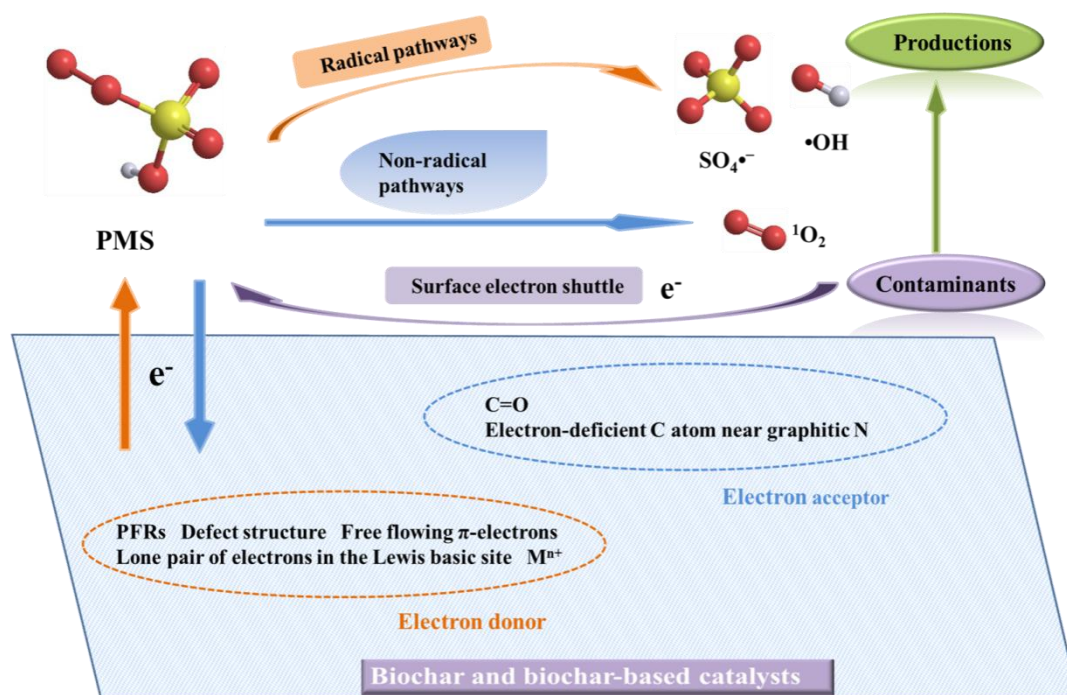 Radical pathways
Productions
SO₄•⁻
•OH
Non-radical
pathways
PMS
¹O₂
Surface electron shuttle
e⁻
Contaminants
e⁻
C=O
Electron-deficient C atom near graphitic N
Electron acceptor
PFRs Defect structure Free flowing π-electrons
Lone pair of electrons in the Lewis basic site Mⁿ⁺
Electron donor
Biochar and biochar-based catalysts